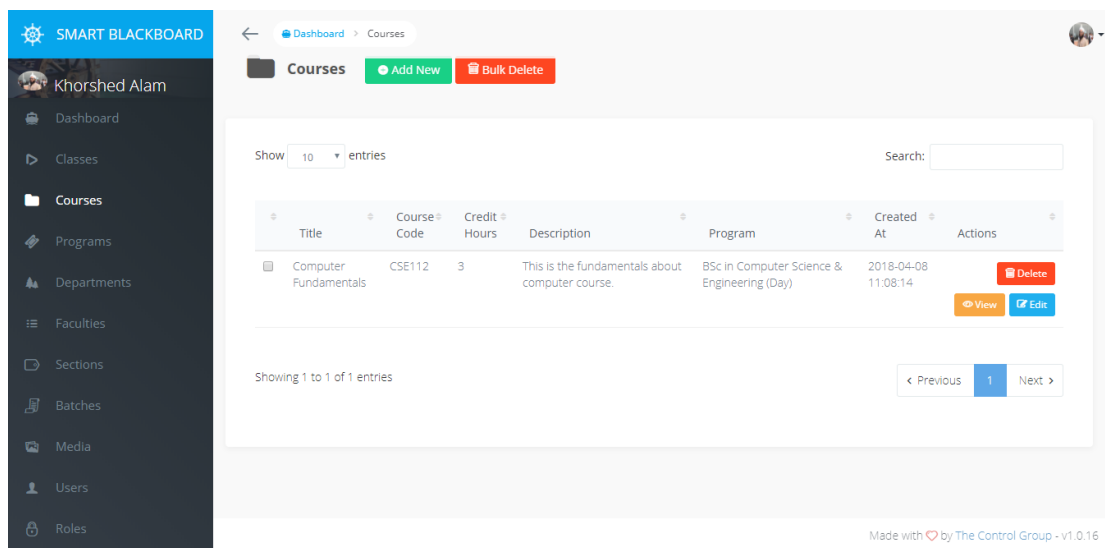 SMART BLACKBOARD
Dashboard > Courses
Khorshed Alam
Courses Add New Bulk Delete
Dashboard
Classes
Courses
Programs
Departments
Faculties
Sections
Batches
Media
Users
Roles
Show 10 entries Search:
Title Course Code Credit Hours Description Program Created At Actions
Computer CSE112 3 This is the fundamentals about BSc in Computer Science & 2018-04-08 Delete
Fundamentals computer course. Engineering (Day) 11:08:14
View Edit
Showing 1 to 1 of 1 entries
‹ Previous 1 Next ›
Made with ♡ by The Control Group - v1.0.16